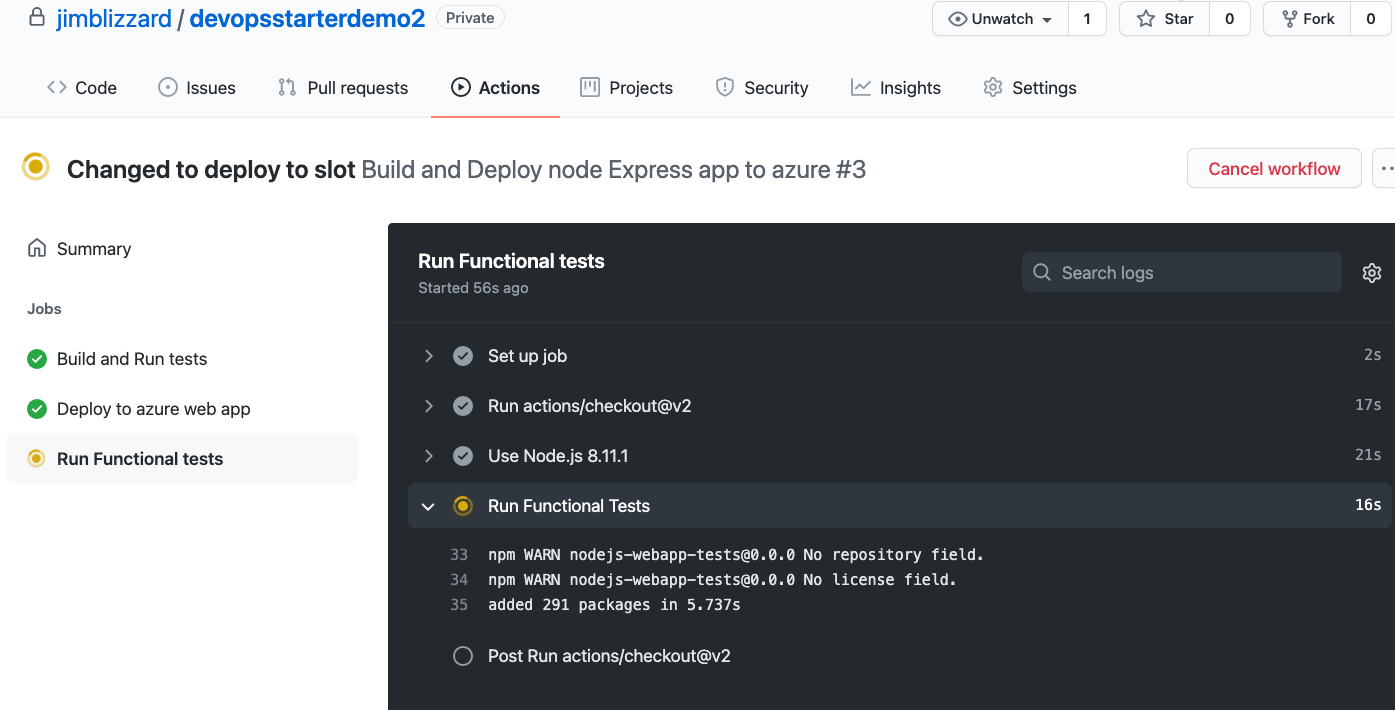 jimblizzard / devopsstarterdemo2 Private Unwatch 1 Star 0 Fork 0
Code Issues Pull requests Actions Projects Security Insights Settings
Changed to deploy to slot Build and Deploy node Express app to azure #3 Cancel workflow
Summary
Jobs
Build and Run tests
Deploy to azure web app
Run Functional tests
Run Functional tests
Started 56s ago
Search logs
Set up job 2s
Run actions/checkout@v2 17s
Use Node.js 8.11.1 21s
Run Functional Tests 16s
33 npm WARN nodejs-webapp-tests@0.0.0 No repository field.
34 npm WARN nodejs-webapp-tests@0.0.0 No license field.
35 added 291 packages in 5.737s
Post Run actions/checkout@v2